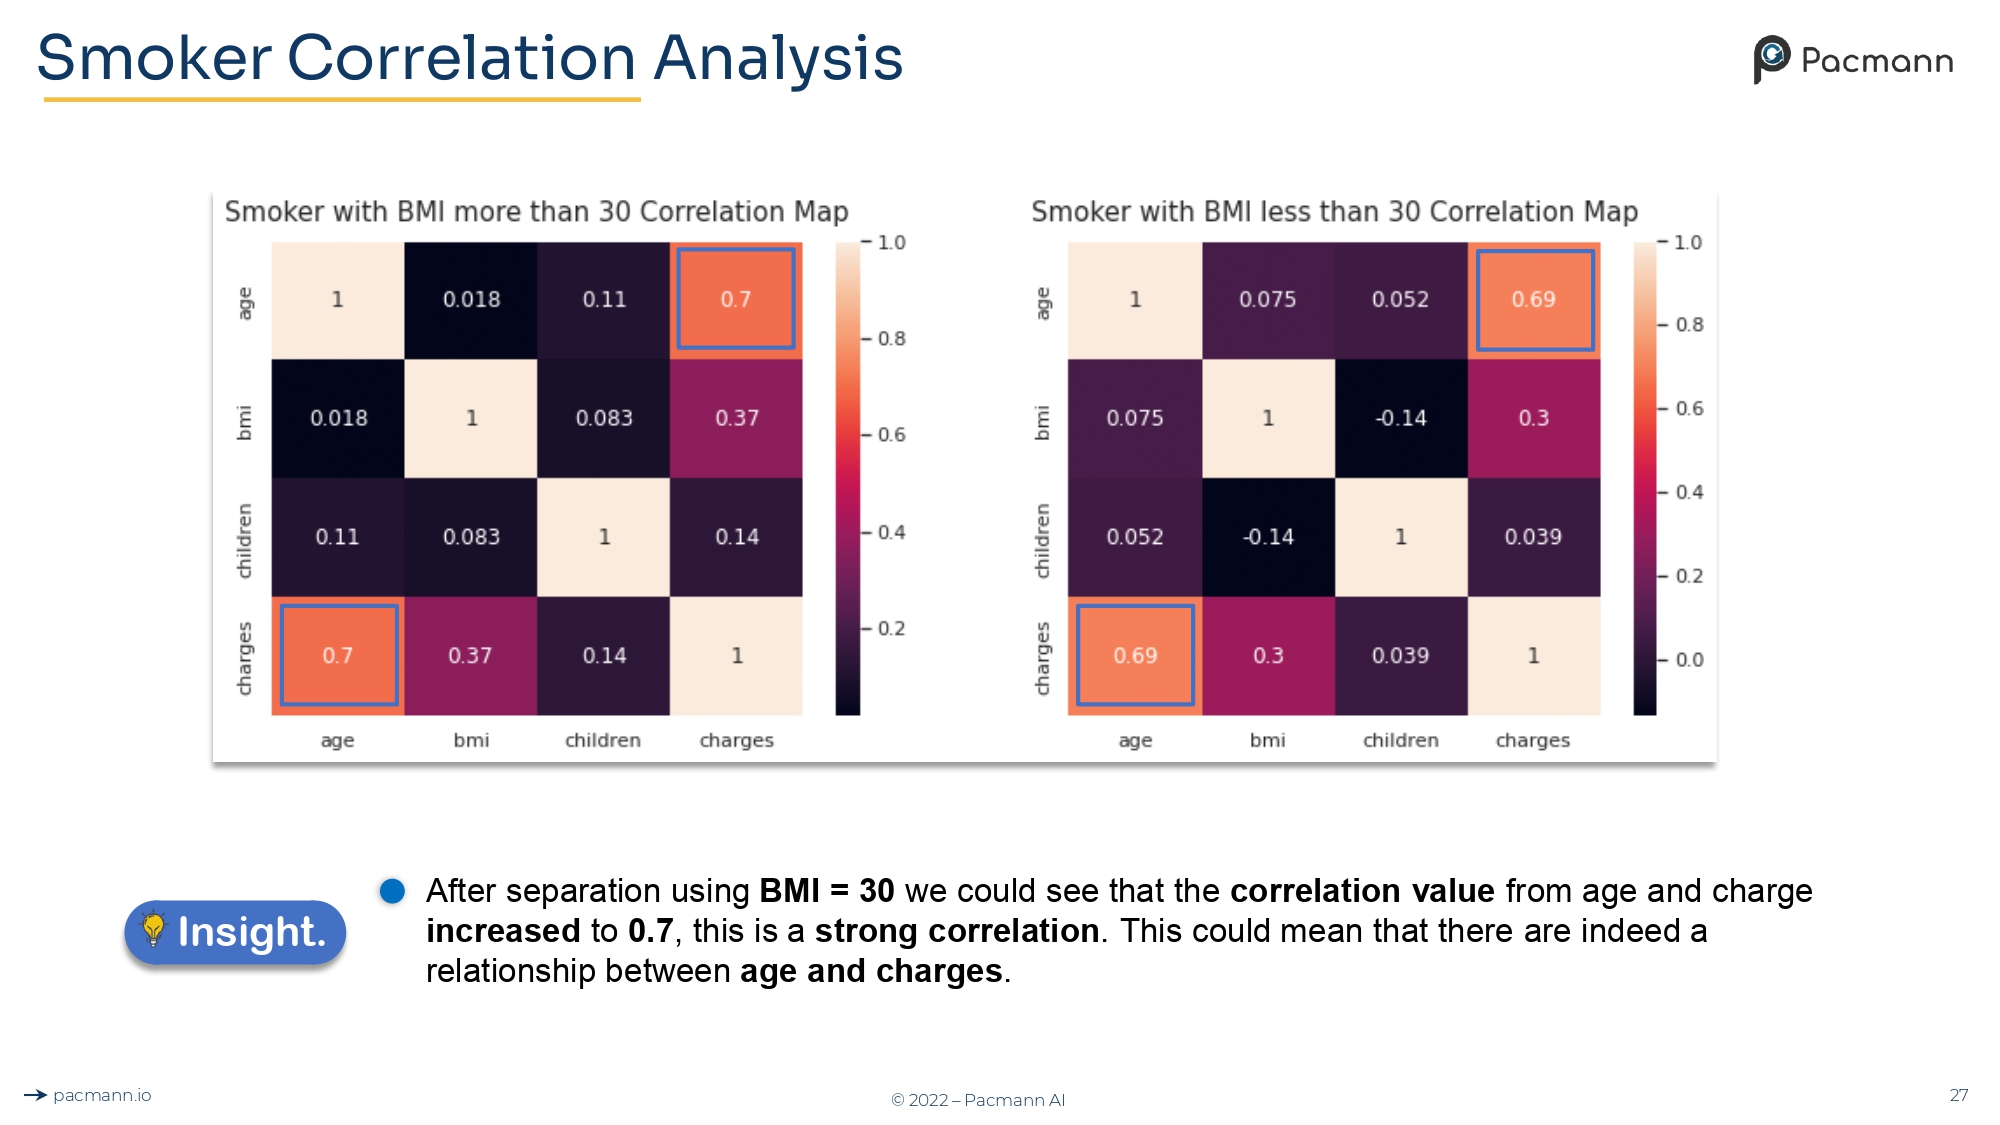 Smoker Correlation Analysis
Pacmann
Smoker with BMI more than 30 Correlation Map
age 1 0.018 0.11 0.7
bmi 0.018 1 0.083 0.37
children 0.11 0.083 1 0.14
charges 0.7 0.37 0.14 1
age bmi children charges
1.0
0.8
0.6
0.4
0.2
Smoker with BMI less than 30 Correlation Map
age 1 0.075 0.052 0.69
bmi 0.075 1 -0.14 0.3
children 0.052 -0.14 1 0.039
charges 0.69 0.3 0.039 1
age bmi children charges
1.0
0.8
0.6
0.4
0.2
0.0
Insight.
After separation using BMI = 30 we could see that the correlation value from age and charge
increased to 0.7, this is a strong correlation. This could mean that there are indeed a
relationship between age and charges.
pacmann.io
© 2022 – Pacmann AI
27